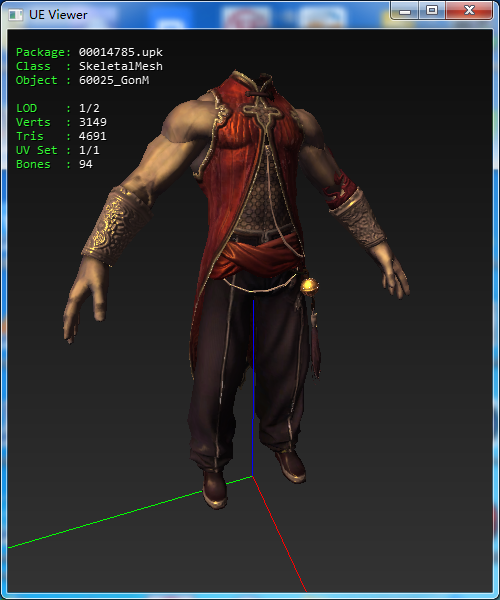 UE Viewer
Package: 00014785.upk
Class : SkeletalMesh
Object : 60025_GonM
LOD : 1/2
Verts : 3149
Tris : 4691
UV Set : 1/1
Bones : 94